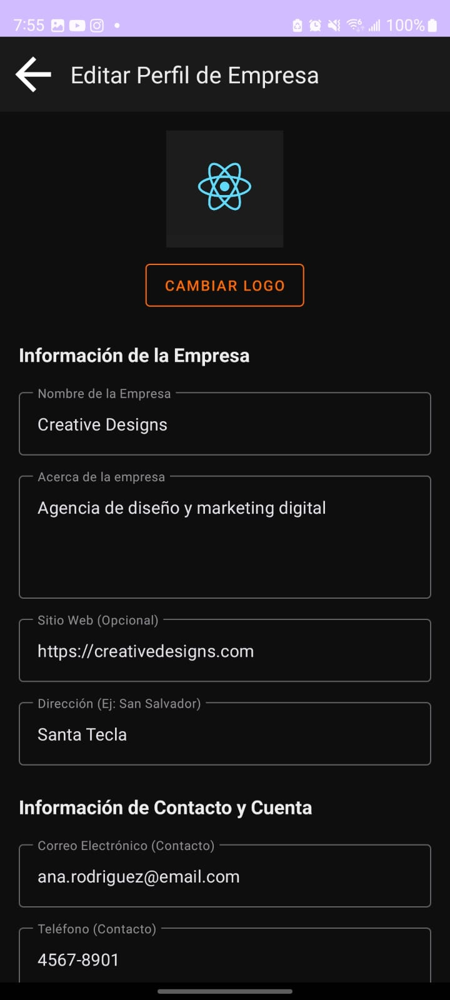 7:55
100%
Editar Perfil de Empresa
CAMBIAR LOGO
Información de la Empresa
Nombre de la Empresa
Creative Designs
Acerca de la empresa
Agencia de diseño y marketing digital
Sitio Web (Opcional)
https://creativedesigns.com
Dirección (Ej: San Salvador)
Santa Tecla
Información de Contacto y Cuenta
Correo Electrónico (Contacto)
ana.rodriguez@email.com
Teléfono (Contacto)
4567-8901